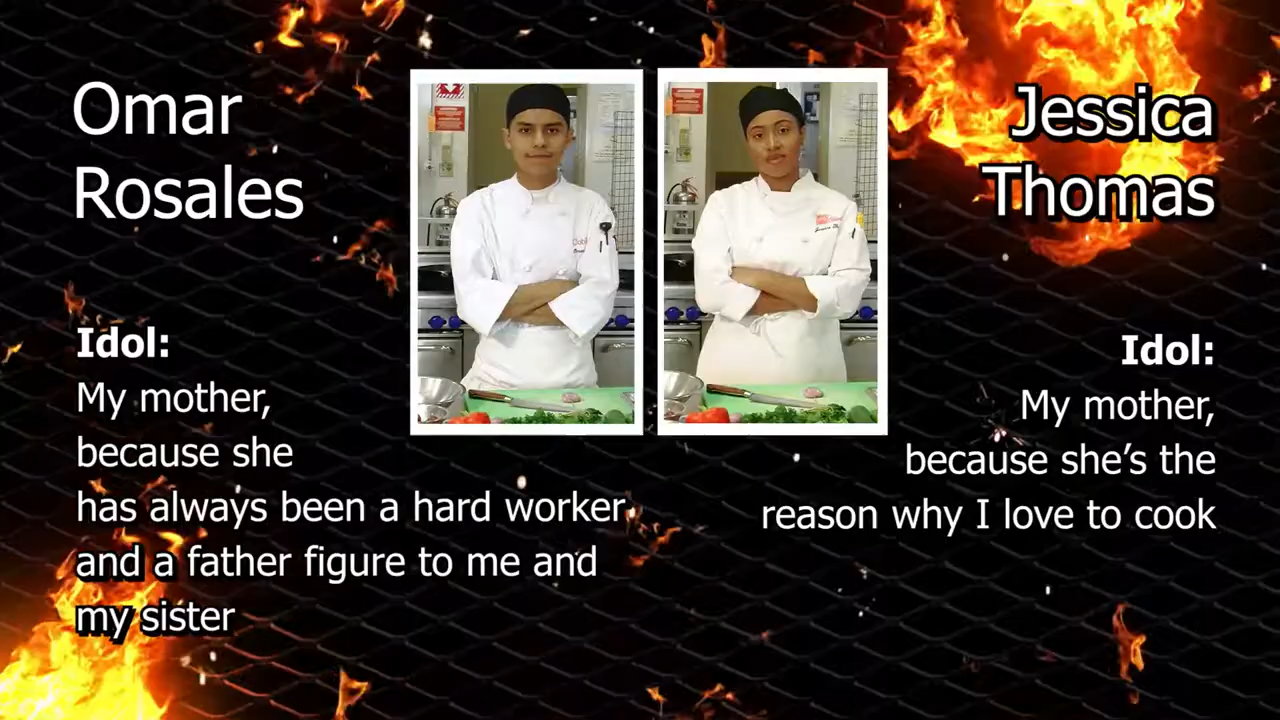 Omar
Rosales
Idol:
My mother,
because she
has always been a hard worker
and a father figure to me and
my sister
Jessica
Thomas
Idol:
My mother,
because she’s the
reason why I love to cook